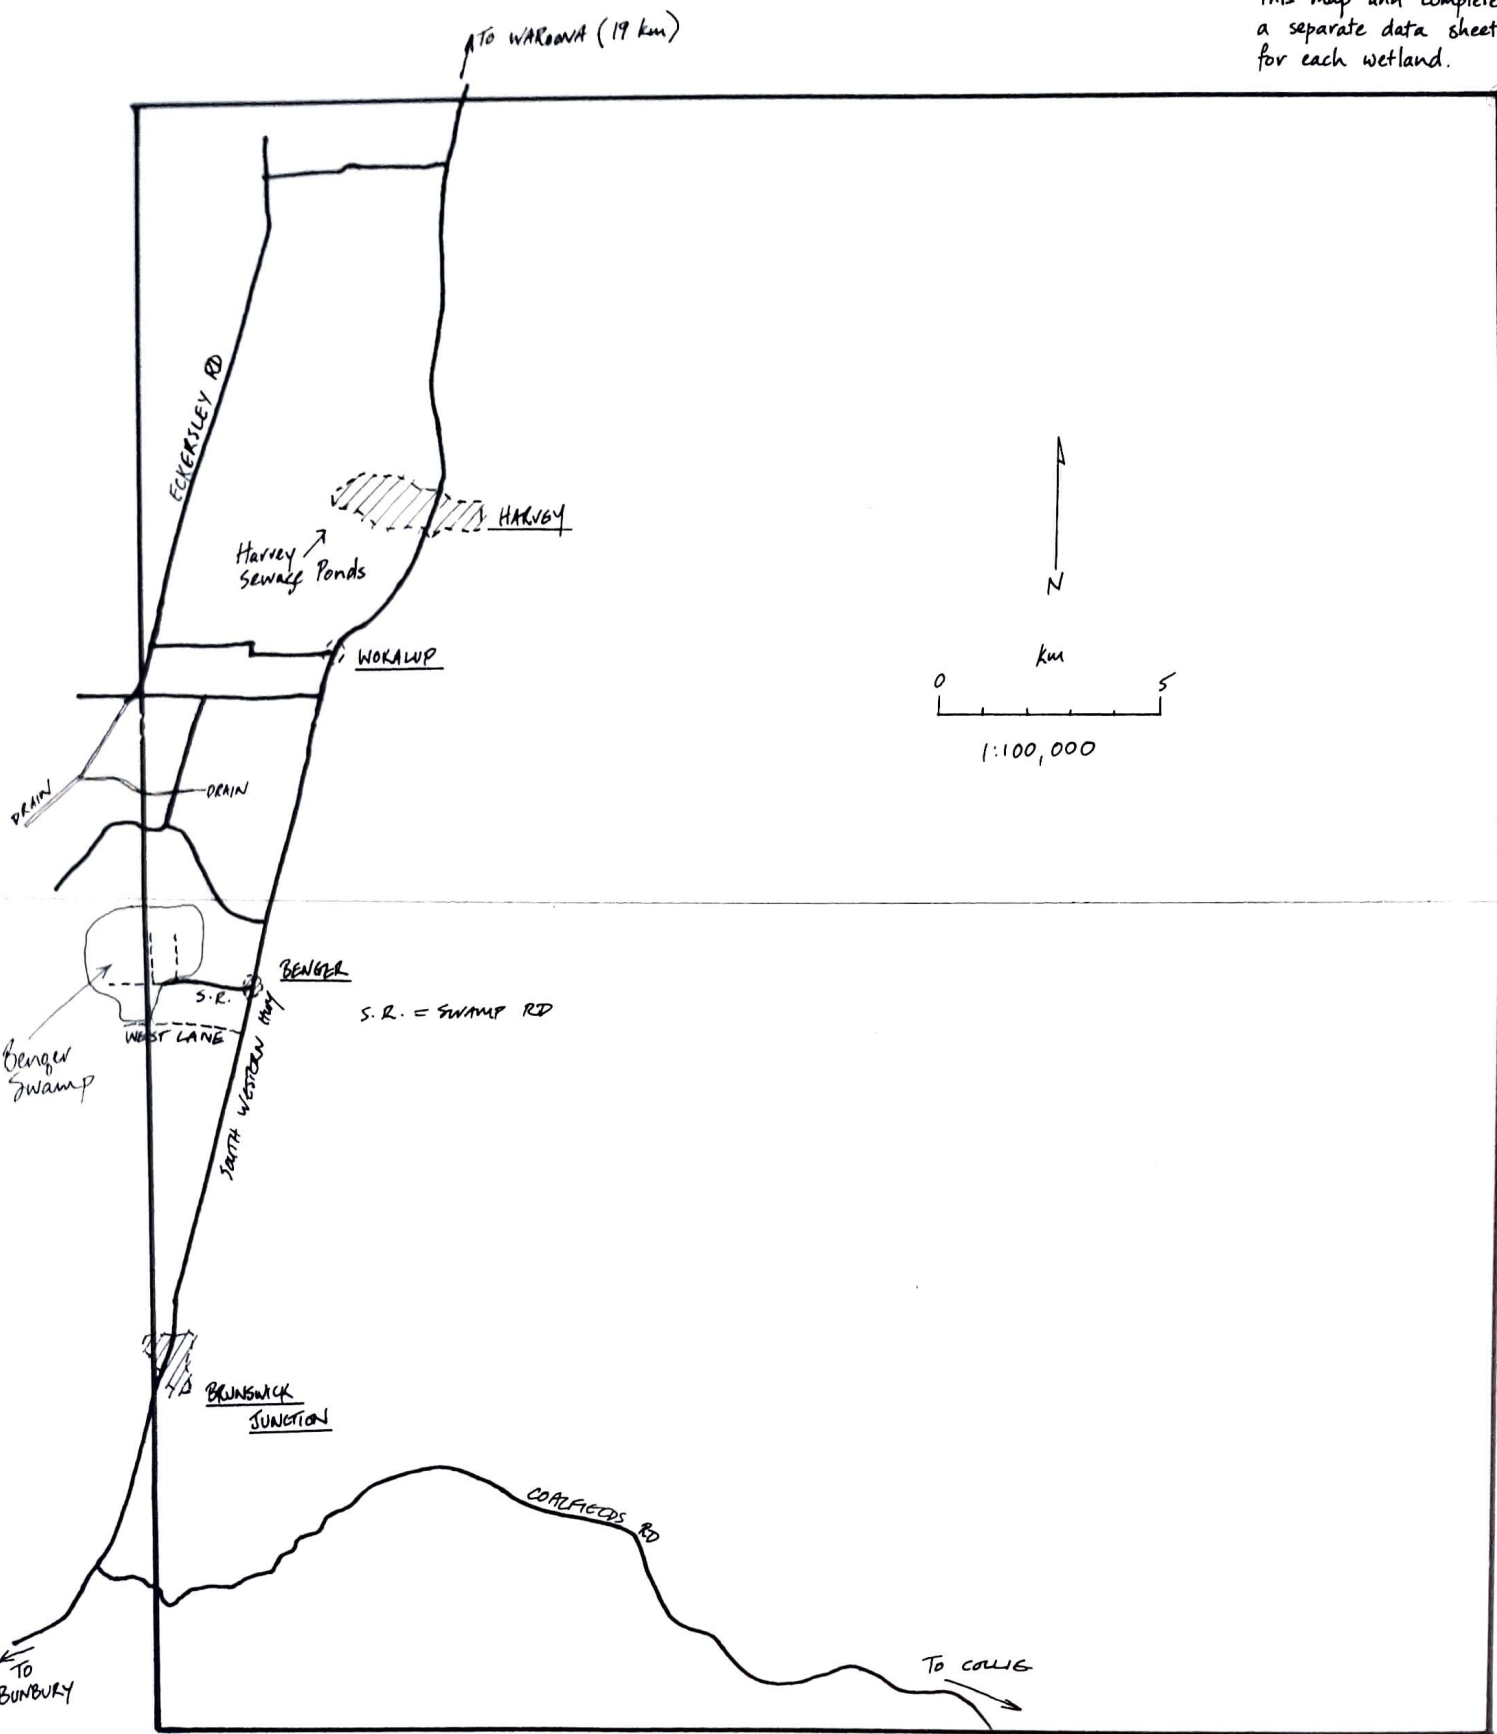 This map and complete
a separate data sheet
for each wetland.
TO WAROONA (19 km)
ECKERSLEY RD
HARVEY
Harvey
Sewage Ponds
N
WOKALUP
km
0 5
1:100,000
DRAIN
DRAIN
BENGER
S.R.
S.R. = SWAMP RD
WEST LANE
Benger
Swamp
SOUTH WESTERN HWY
BRUNSWICK
JUNCTION
COALFIELDS RD
TO COLLIE
TO
BUNBURY